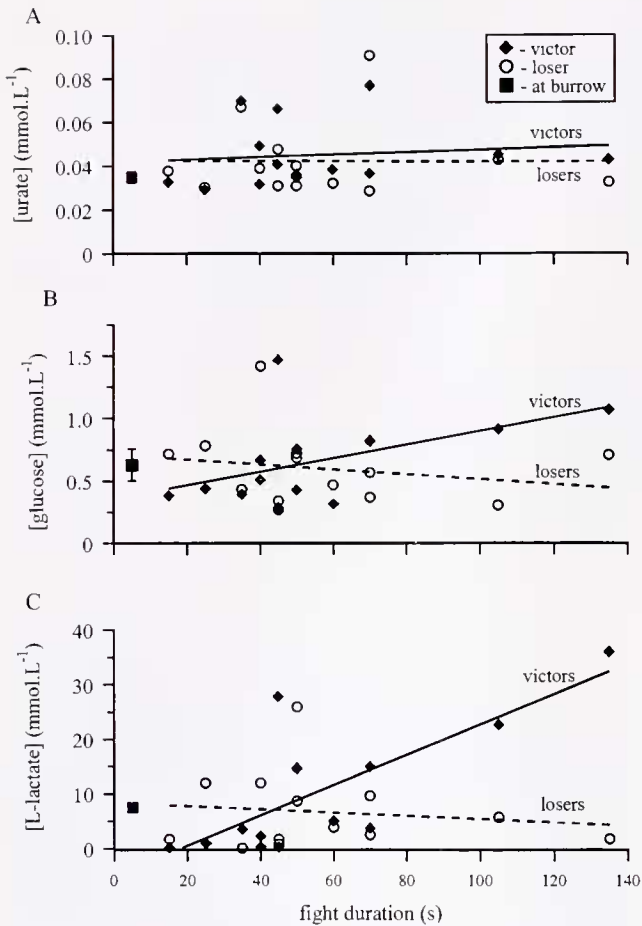 A
0.10
0.08
0.06
0.04
0.02
0
[urate] (mmol.L⁻¹)
- victor
- loser
- at burrow
victors
losers
B
1.5
1.0
0.5
0
[glucose] (mmol.L⁻¹)
victors
losers
C
40
30
20
10
0
[L-lactate] (mmol.L⁻¹)
victors
losers
0 20 40 60 80 100 120 140
fight duration (s)